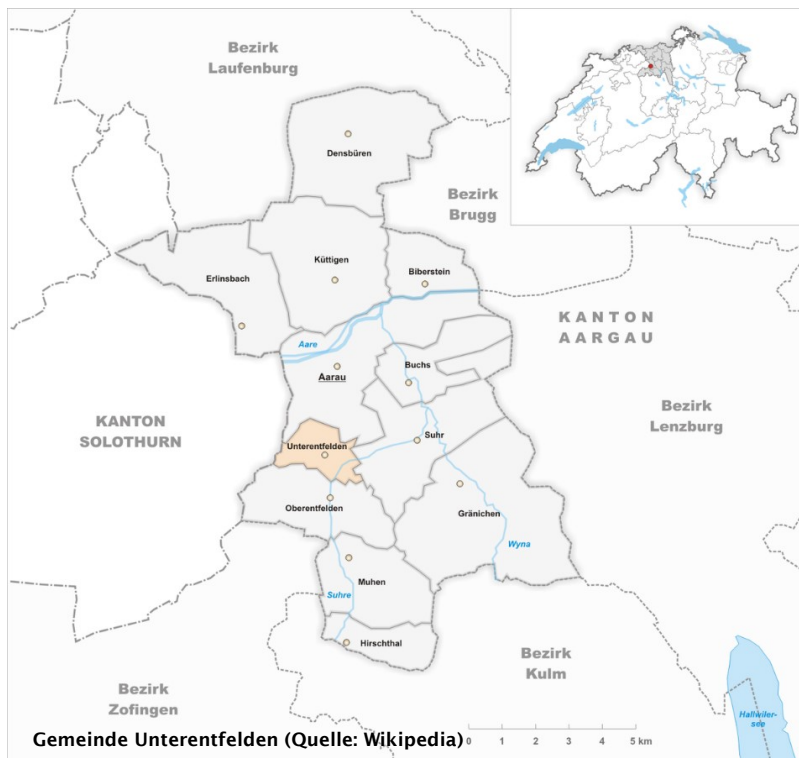 Bezirk
Laufenburg
Densbüren
Bezirk
Brugg
Küttigen
Erlinsbach
Biberstein
KANTON
AARGAU
Aare
Aarau
Buchs
KANTON
SOLOTHURN
Bezirk
Lenzburg
Unterentfelden
Suhr
Oberentfelden
Gränichen
Wyna
Muhen
Suhre
Hirschthal
Bezirk
Kulm
Bezirk
Zofingen
Hallwiler-
see
Gemeinde Unterentfelden (Quelle: Wikipedia)
0 1 2 3 4 5 km